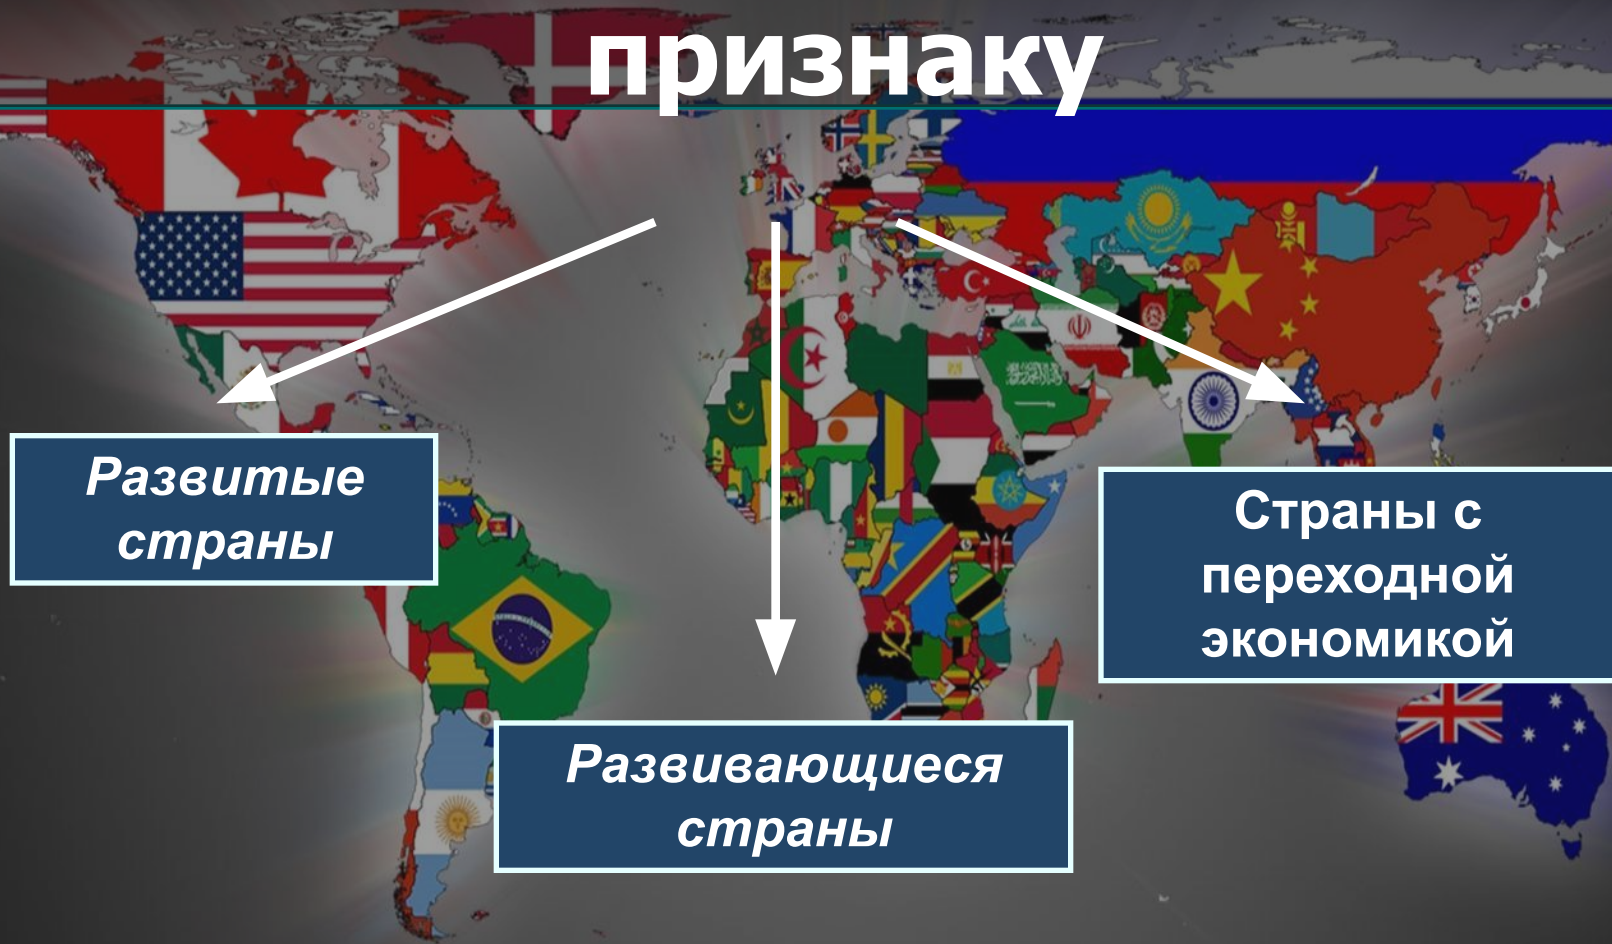 признаку
Развитые
страны
Страны с
переходной
экономикой
Развивающиеся
страны